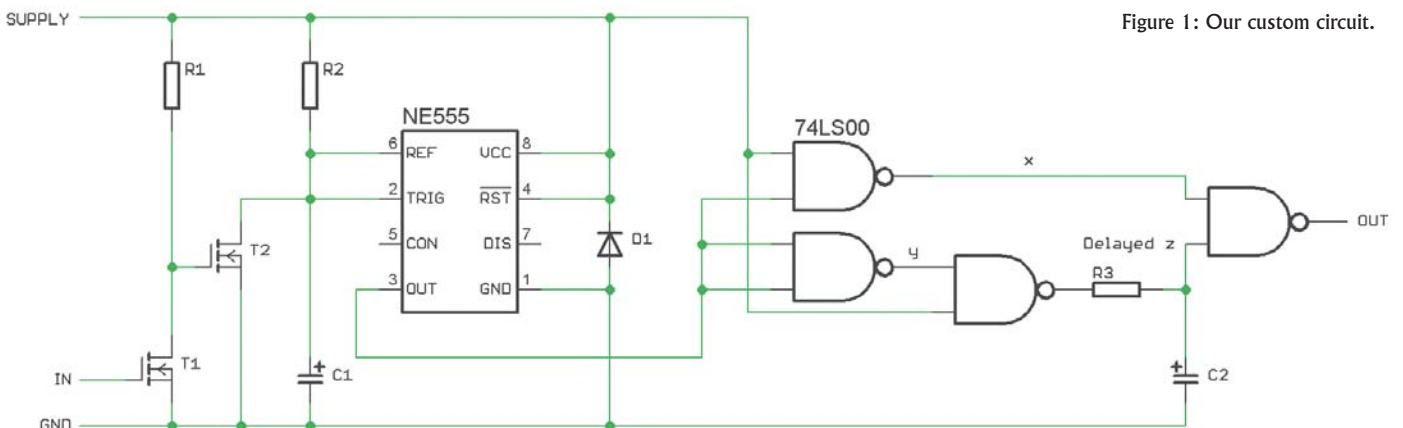 SUPPLY
Figure 1: Our custom circuit.
R1
R2
NE555
6 REF VCC 8
2 TRIG RST 4
5 CON DIS 7
3 OUT GND 1
T2
T1
IN
C1
GND
D1
74LS00
x
y
Delayed z
R3
OUT
C2